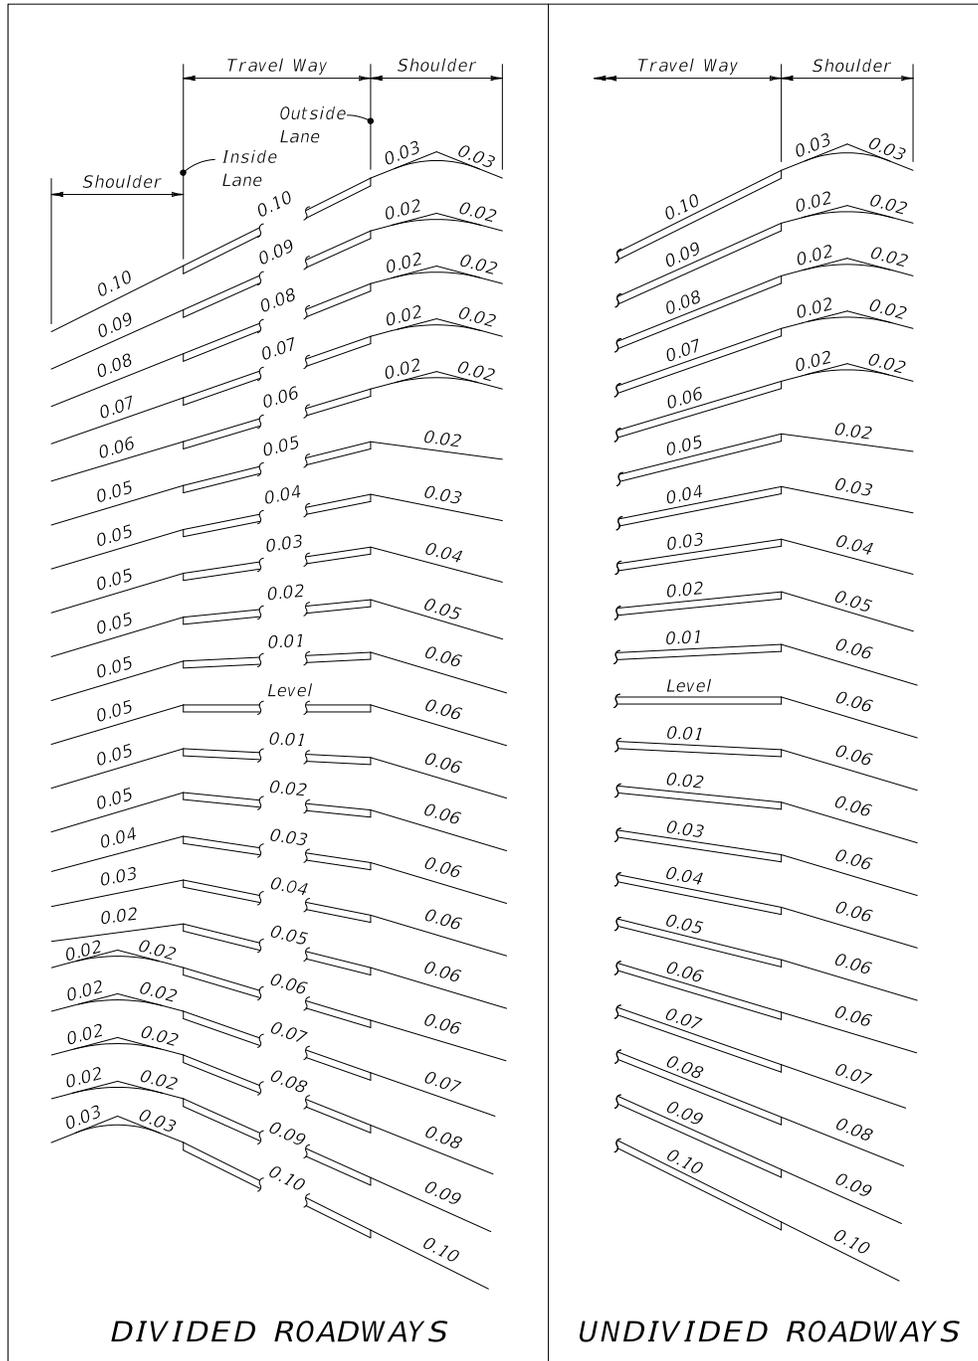 Travel Way Shoulder
Outside
Lane
Inside
Lane
Shoulder
0.10 0.10 0.03 0.03
0.09 0.09 0.02 0.02
0.08 0.08 0.02 0.02
0.07 0.07 0.02 0.02
0.06 0.06 0.02 0.02
0.05 0.05 0.02
0.05 0.04 0.03
0.05 0.03 0.04
0.05 0.02 0.05
0.05 0.01 0.06
0.05 Level 0.06
0.05 0.01 0.06
0.05 0.02 0.06
0.04 0.03 0.06
0.03 0.04 0.06
0.02 0.05 0.06
0.02 0.02 0.06 0.06
0.02 0.02 0.07 0.07
0.02 0.02 0.08 0.08
0.02 0.02 0.09 0.09
0.03 0.03 0.10 0.10
DIVIDED ROADWAYS
Travel Way Shoulder
0.10 0.03 0.03
0.09 0.02 0.02
0.08 0.02 0.02
0.07 0.02 0.02
0.06 0.02 0.02
0.05 0.02
0.04 0.03
0.03 0.04
0.02 0.05
0.01 0.06
Level 0.06
0.01 0.06
0.02 0.06
0.03 0.06
0.04 0.06
0.05 0.06
0.06 0.06
0.07 0.07
0.08 0.08
0.09 0.09
0.10 0.10
UNDIVIDED ROADWAYS